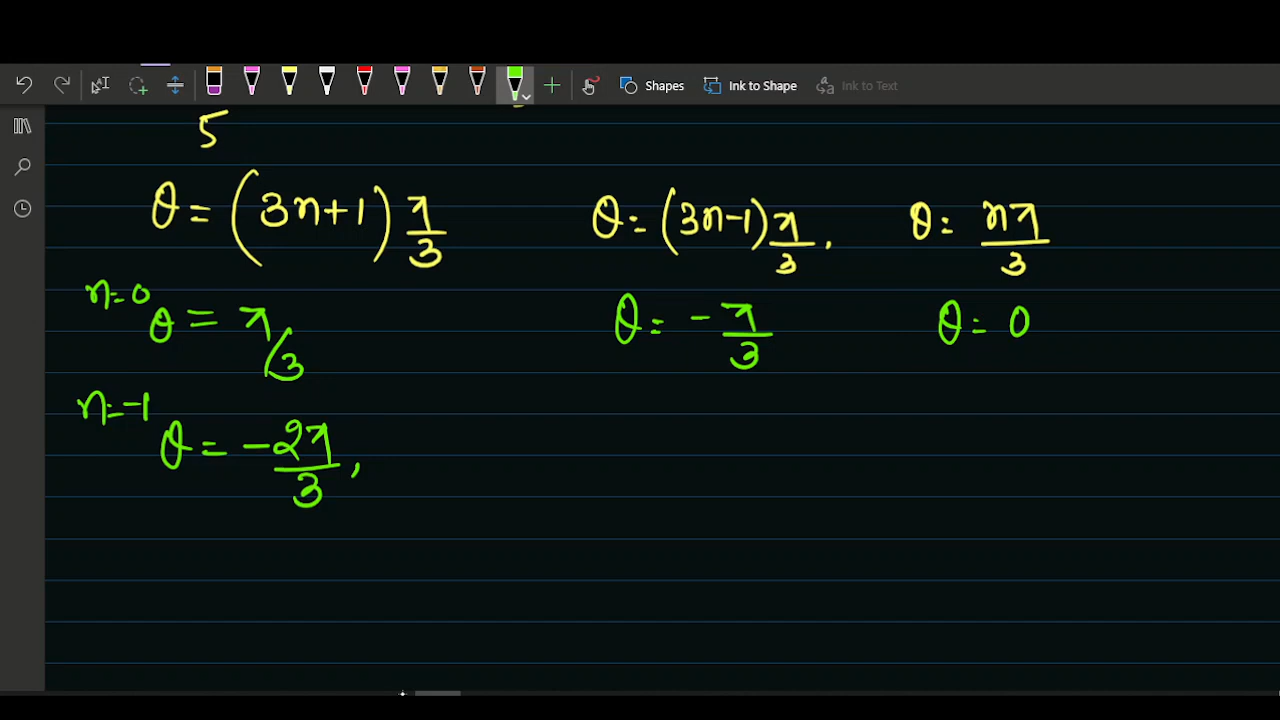 Shapes Ink to Shape Ink to Text
5
θ = (3n+1) π/3 θ = (3n-1) π/3 . θ = nπ/3
n=0 θ = π/3 θ = - π/3 θ = 0
n=-1 θ = - 2π/3 ,